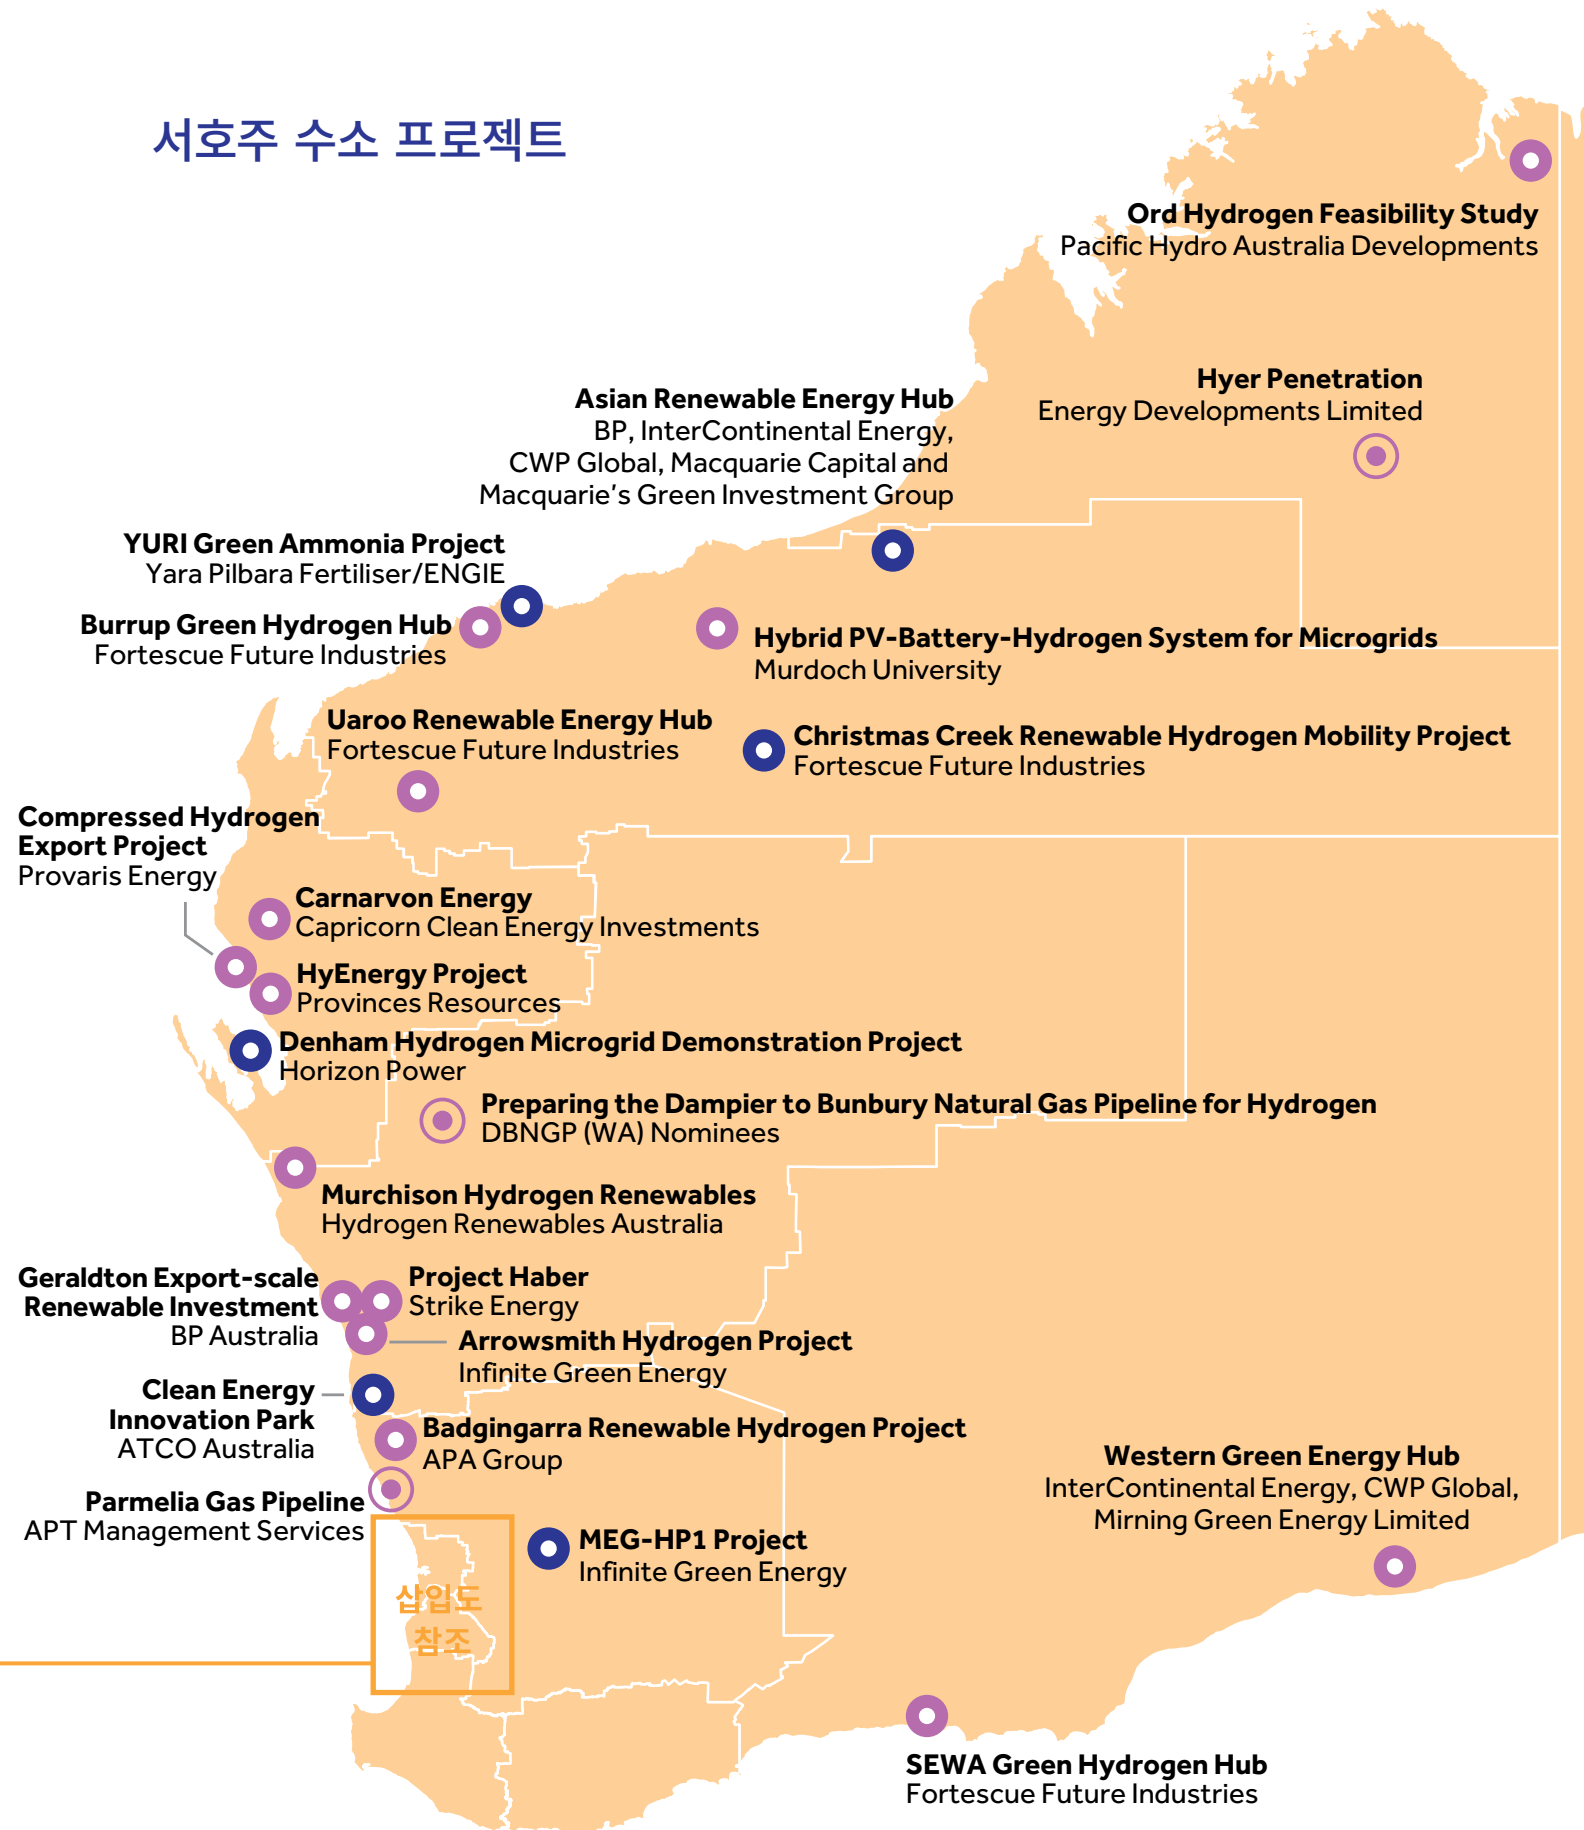 서호주 수소 프로젝트
Ord Hydrogen Feasibility Study
Pacific Hydro Australia Developments
Hyer Penetration
Energy Developments Limited
Asian Renewable Energy Hub
BP, InterContinental Energy,
CWP Global, Macquarie Capital and
Macquarie's Green Investment Group
YURI Green Ammonia Project
Yara Pilbara Fertiliser/ENGIE
Burrup Green Hydrogen Hub
Fortescue Future Industries
Hybrid PV-Battery-Hydrogen System for Microgrids
Murdoch University
Uaroo Renewable Energy Hub
Fortescue Future Industries
Christmas Creek Renewable Hydrogen Mobility Project
Fortescue Future Industries
Compressed Hydrogen
Export Project
Provaris Energy
Carnarvon Energy
Capricorn Clean Energy Investments
HyEnergy Project
Provinces Resources
Denham Hydrogen Microgrid Demonstration Project
Horizon Power
Preparing the Dampier to Bunbury Natural Gas Pipeline for Hydrogen
DBNGP (WA) Nominees
Murchison Hydrogen Renewables
Hydrogen Renewables Australia
Geraldton Export-scale
Renewable Investment
BP Australia
Project Haber
Strike Energy
Arrowsmith Hydrogen Project
Infinite Green Energy
Clean Energy
Innovation Park
ATCO Australia
Badgingarra Renewable Hydrogen Project
APA Group
Parmelia Gas Pipeline
APT Management Services
Western Green Energy Hub
InterContinental Energy, CWP Global,
Mirning Green Energy Limited
MEG-HP1 Project
Infinite Green Energy
삽입도
참조
SEWA Green Hydrogen Hub
Fortescue Future Industries